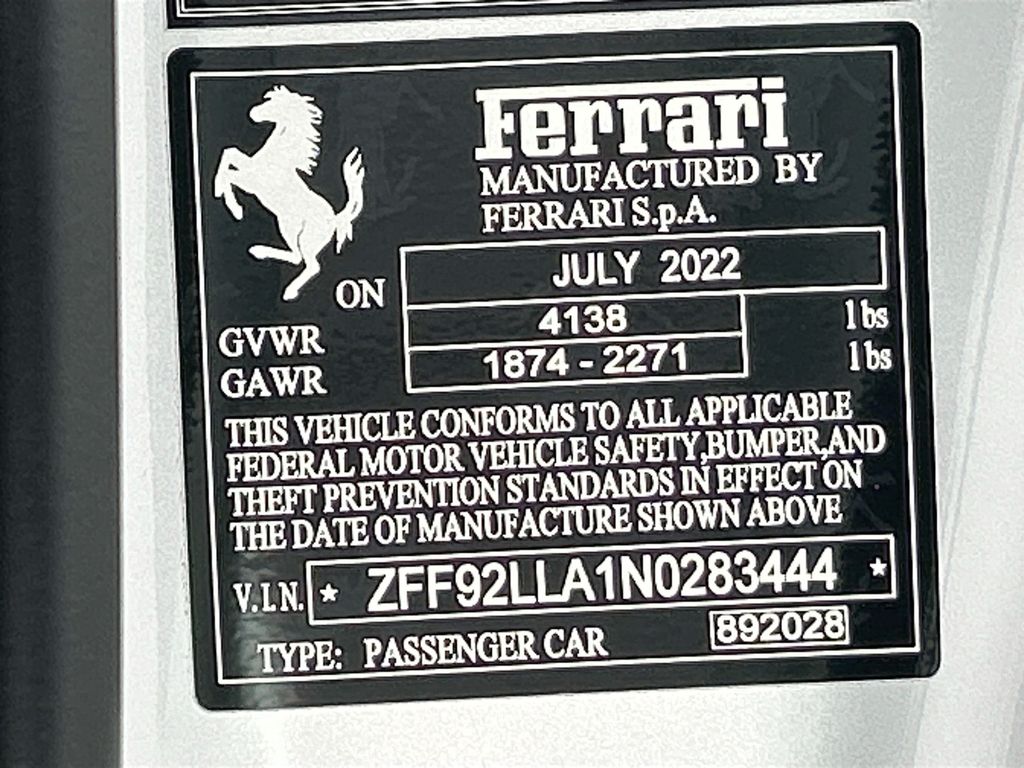 Ferrari
MANUFACTURED BY
FERRARI S.p.A.
ON JULY 2022
GVWR 4138 lbs
GAWR 1874 - 2271 lbs
THIS VEHICLE CONFORMS TO ALL APPLICABLE
FEDERAL MOTOR VEHICLE SAFETY,BUMPER,AND
THEFT PREVENTION STANDARDS IN EFFECT ON
THE DATE OF MANUFACTURE SHOWN ABOVE
V.I.N. * ZFF92LLA1N0283444 *
TYPE: PASSENGER CAR 892028